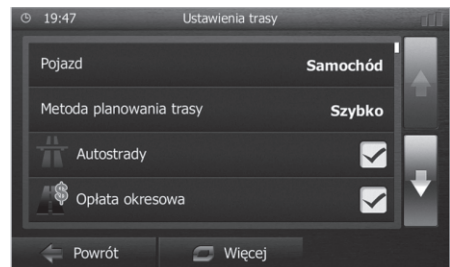 19:47 Ustawienia trasy
Pojazd Samochód
Metoda planowania trasy Szybko
Autostrady
Opłata okresowa
Powrót Więcej